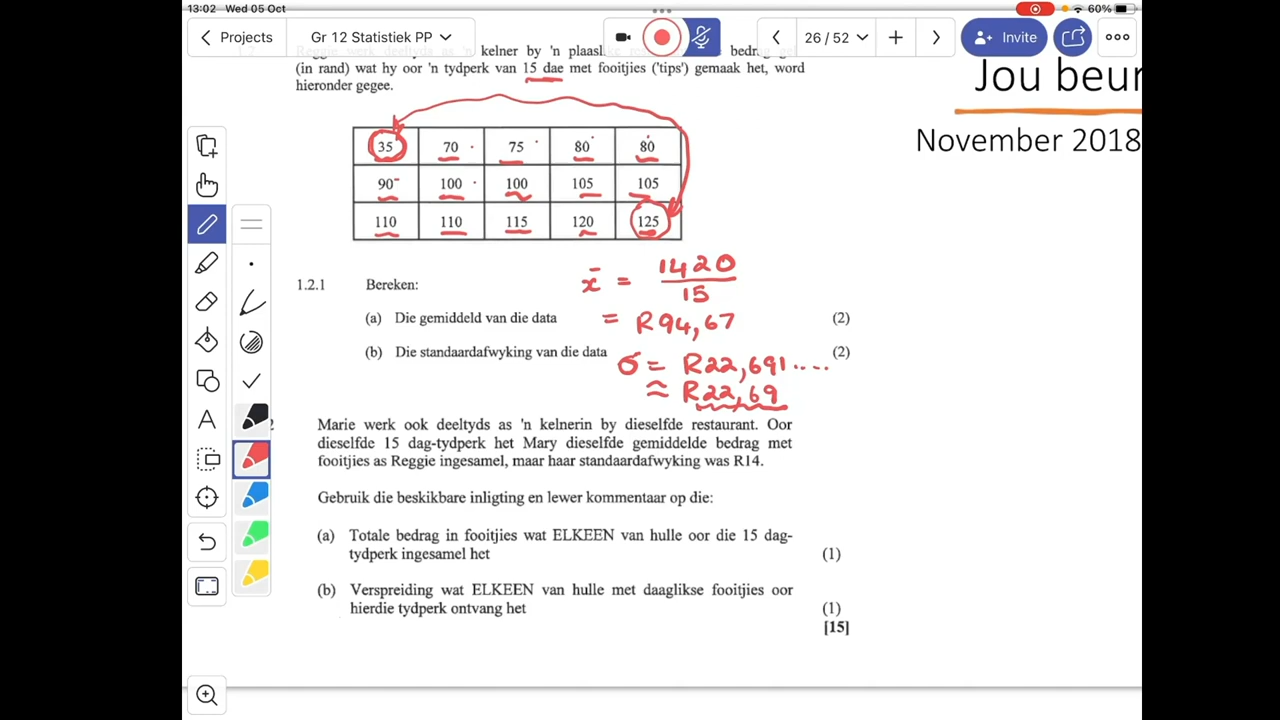 13:02 Wed 05 Oct
60%
Projects
Gr 12 Statistiek PP
26 / 52
Invite
Reggie werk deeltyds as 'n kelner by 'n
(in rand) wat hy oor 'n tydperk van 15 dae met fooitjies ('tips') gemaak het, word
hieronder gegee.
Jou beur
November 2018
35 70 75 80 80
90 100 100 105 105
110 110 115 120 125
1.2.1 Bereken:
x̄ = 1420/15
(a) Die gemiddeld van die data (2)
= R94,67
(b) Die standaardafwyking van die data (2)
σ = R22,691....
≈ R22,69
2 Marie werk ook deeltyds as 'n kelnerin by dieselfde restaurant. Oor
dieselfde 15 dag-tydperk het Mary dieselfde gemiddelde bedrag met
fooitjies as Reggie ingesamel, maar haar standaardafwyking was R14.
Gebruik die beskikbare inligting en lewer kommentaar op die:
(a) Totale bedrag in fooitjies wat ELKEEN van hulle oor die 15 dag-
tydperk ingesamel het (1)
(b) Verspreiding wat ELKEEN van hulle met daaglikse fooitjies oor
hierdie tydperk ontvang het (1)
[15]
A